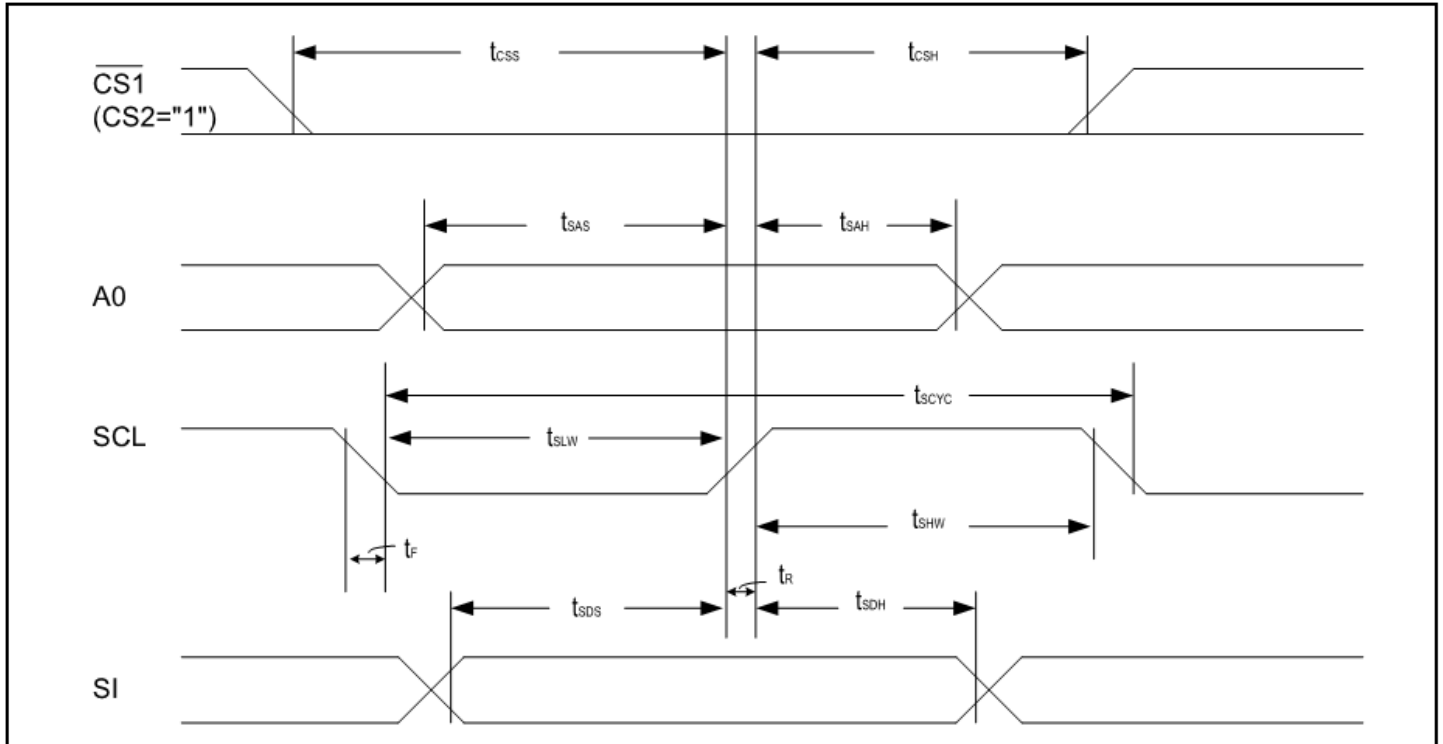 tCSS
tCSH
CS1
(CS2="1")
tSAS
tSAH
A0
tSCYC
SCL
tSLW
tSHW
tF
tR
tSDS
tSDH
SI